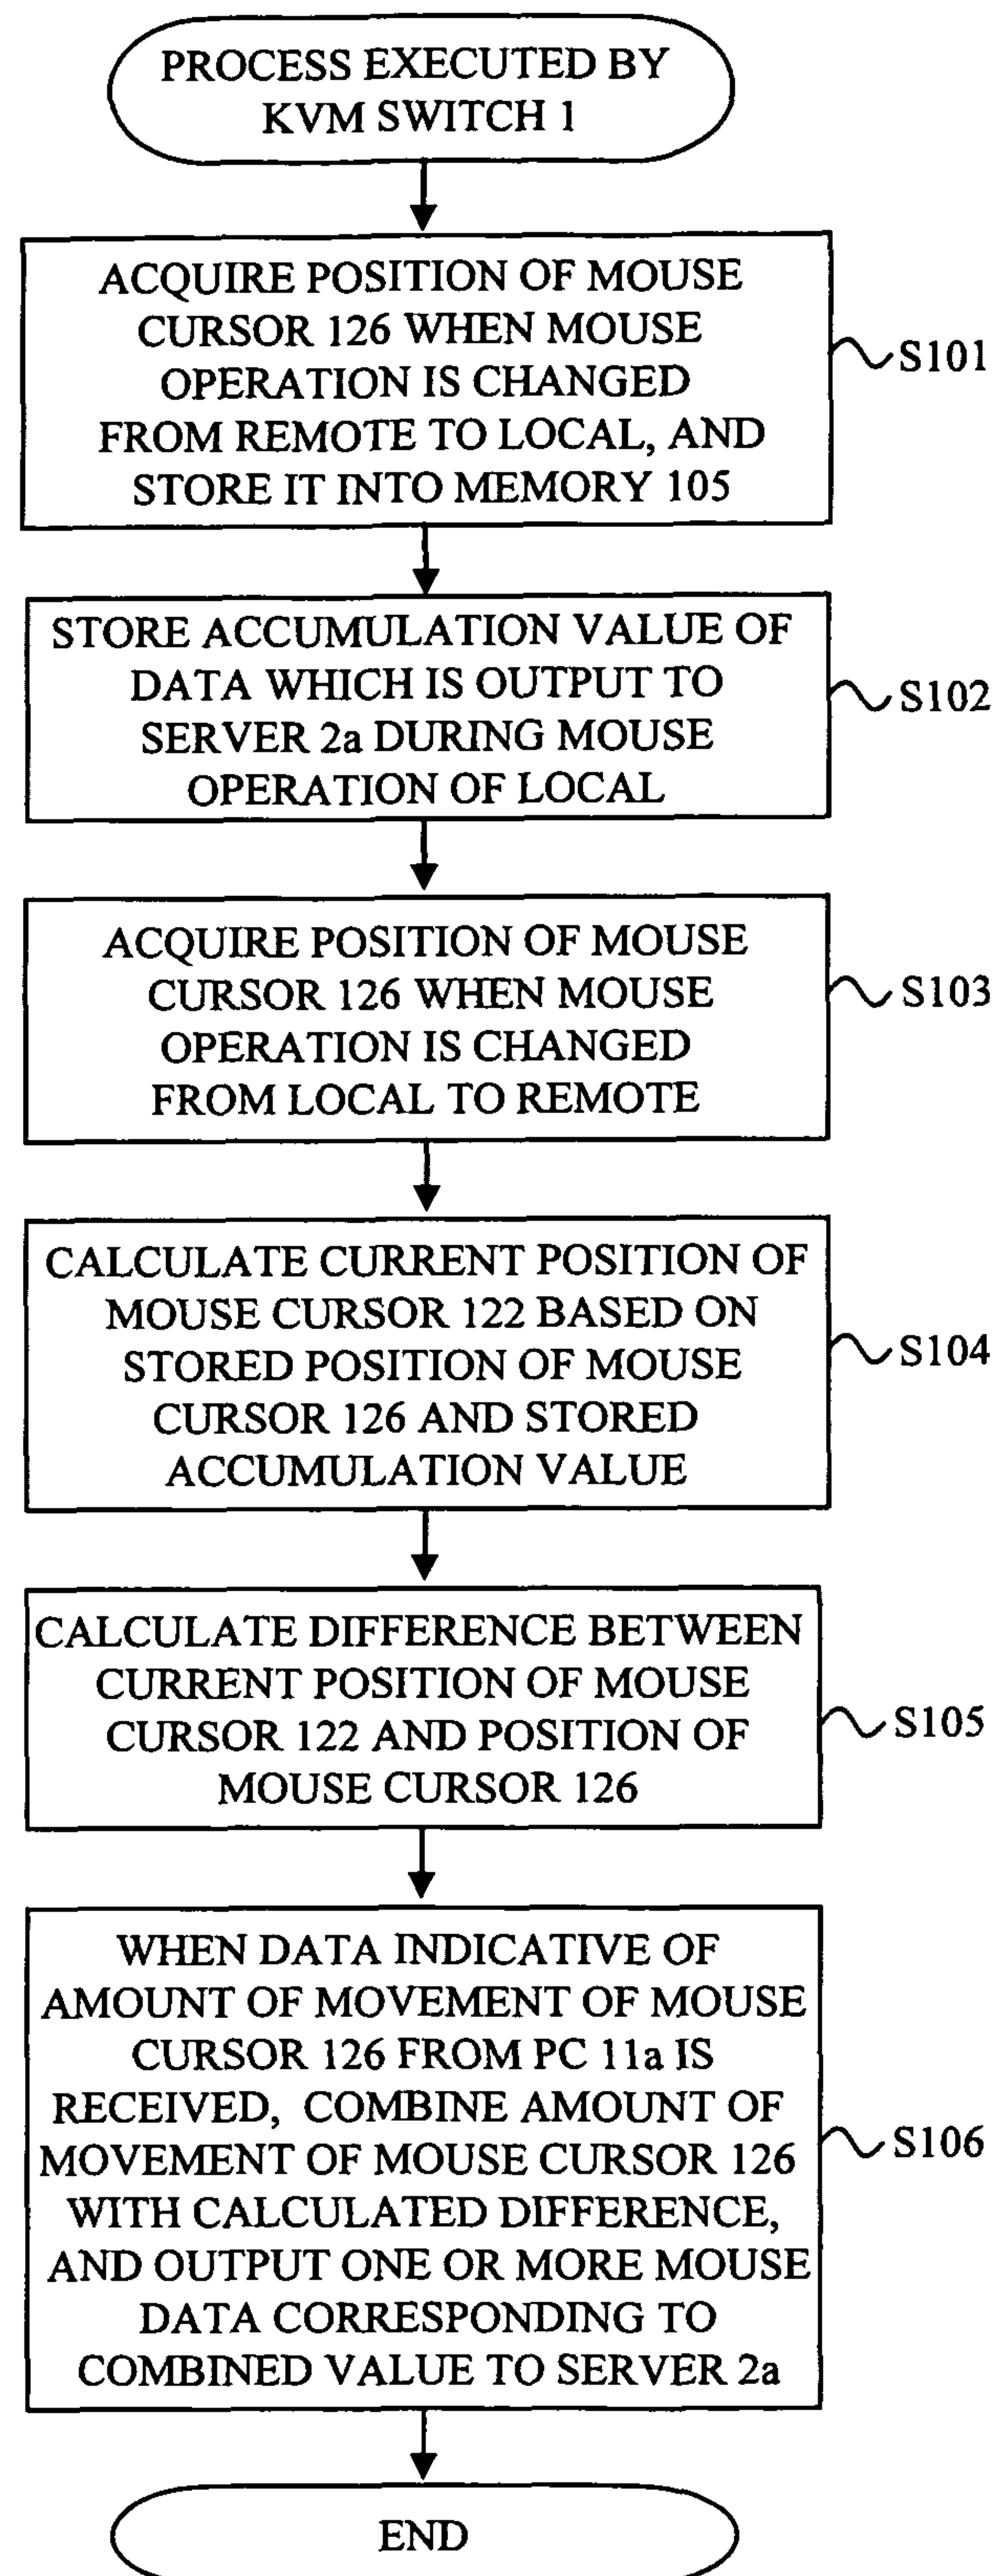 PROCESS EXECUTED BY
KVM SWITCH 1
ACQUIRE POSITION OF MOUSE
CURSOR 126 WHEN MOUSE
OPERATION IS CHANGED
FROM REMOTE TO LOCAL, AND
STORE IT INTO MEMORY 105
S101
STORE ACCUMULATION VALUE OF
DATA WHICH IS OUTPUT TO
SERVER 2a DURING MOUSE
OPERATION OF LOCAL
S102
ACQUIRE POSITION OF MOUSE
CURSOR 126 WHEN MOUSE
OPERATION IS CHANGED
FROM LOCAL TO REMOTE
S103
CALCULATE CURRENT POSITION OF
MOUSE CURSOR 122 BASED ON
STORED POSITION OF MOUSE
CURSOR 126 AND STORED
ACCUMULATION VALUE
S104
CALCULATE DIFFERENCE BETWEEN
CURRENT POSITION OF MOUSE
CURSOR 122 AND POSITION OF
MOUSE CURSOR 126
S105
WHEN DATA INDICATIVE OF
AMOUNT OF MOVEMENT OF MOUSE
CURSOR 126 FROM PC 11a IS
RECEIVED, COMBINE AMOUNT OF
MOVEMENT OF MOUSE CURSOR 126
WITH CALCULATED DIFFERENCE,
AND OUTPUT ONE OR MORE MOUSE
DATA CORRESPONDING TO
COMBINED VALUE TO SERVER 2a
S106
END